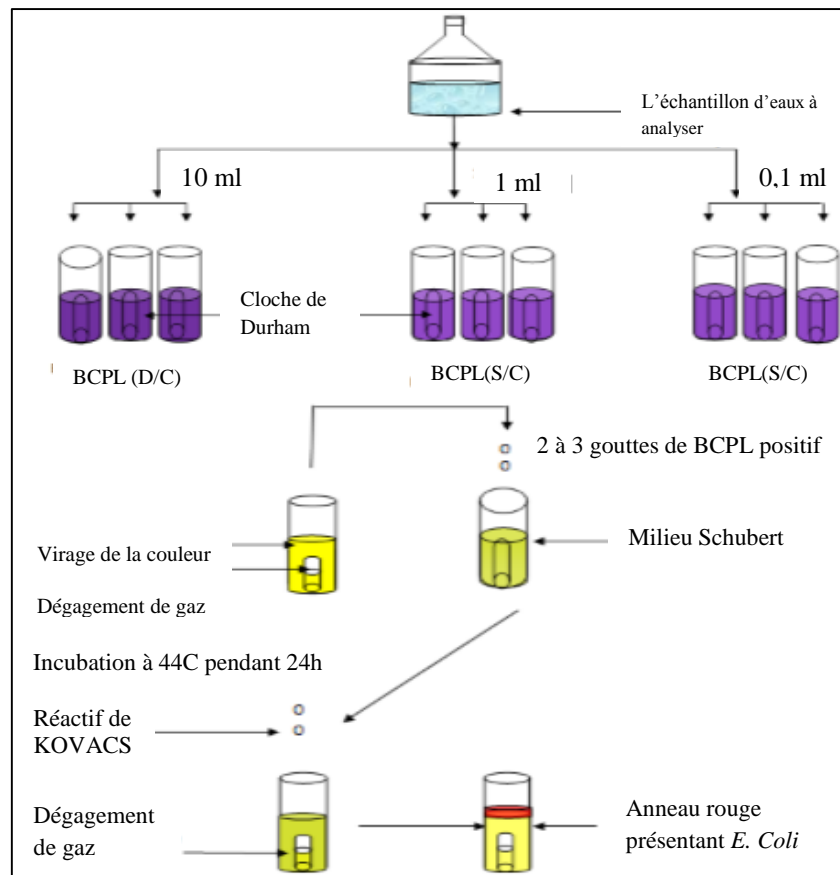 L’échantillon d’eaux à
analyser
10 ml
1 ml
0,1 ml
Cloche de
Durham
BCPL (D/C)
BCPL(S/C)
BCPL(S/C)
2 à 3 gouttes de BCPL positif
Virage de la couleur
Milieu Schubert
Dégagement de gaz
Incubation à 44C pendant 24h
Réactif de
KOVACS
Dégagement
de gaz
Anneau rouge
présentant E. Coli